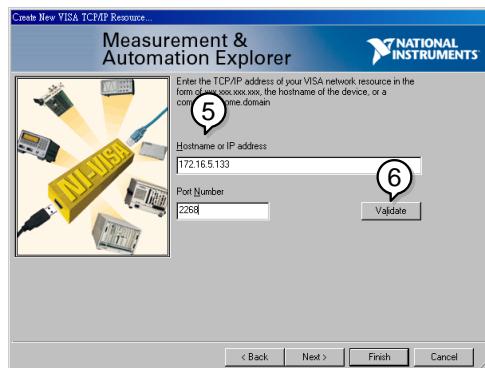 Create New VISA TCP/IP Resource...
Measurement &
Automation Explorer
NATIONAL
INSTRUMENTS
Enter the TCP/IP address of your VISA network resource in the
form of xxx.xxx.xxx.xxx, the hostname of the device, or a
ome.domain
5
Hostname or IP address
172.16.5.133
6
Port Number
2268
Validate
NI-VISA
< Back
Next >
Finish
Cancel